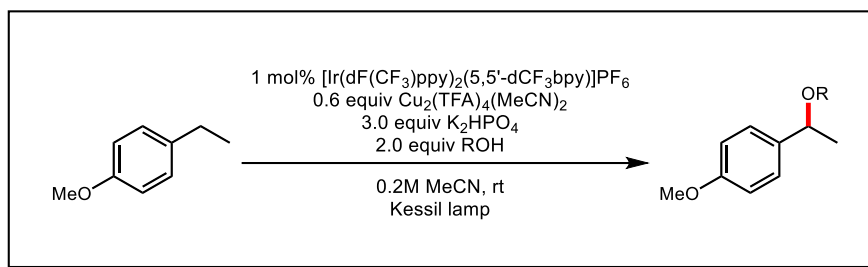 1 mol% [Ir(dF(CF3)ppy)2(5,5'-dCF3bpy)]PF6
0.6 equiv Cu2(TFA)4(MeCN)2
3.0 equiv K2HPO4
2.0 equiv ROH
0.2M MeCN, rt
Kessil lamp
MeO
OR
MeO